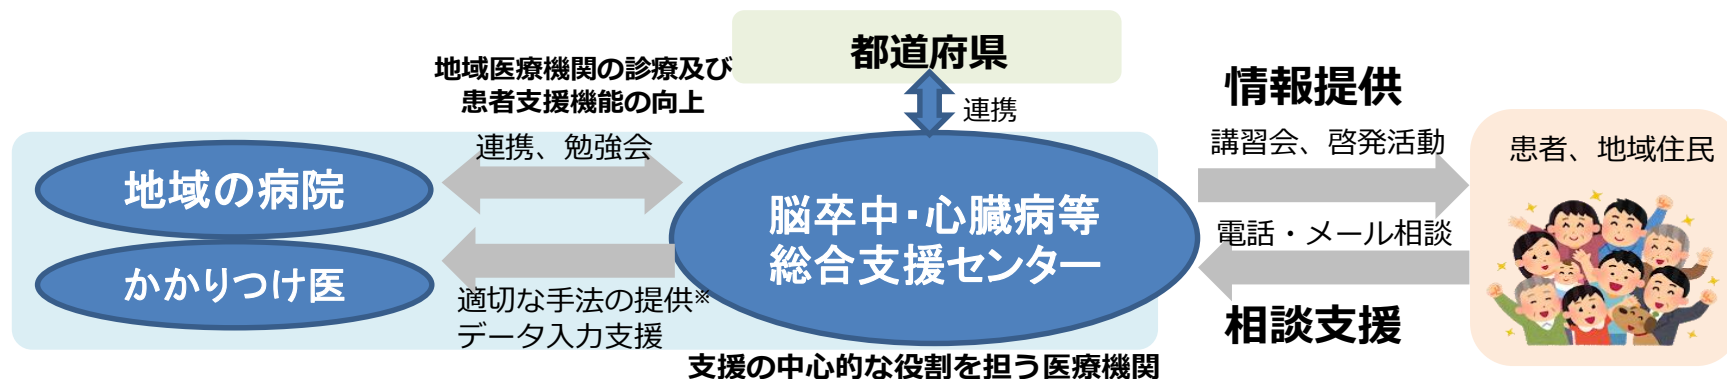 都道府県
地域医療機関の診療及び
患者支援機能の向上
連携
情報提供
連携、勉強会
講習会、啓発活動
患者、地域住民
地域の病院
脳卒中・心臓病等
総合支援センター
かかりつけ医
電話・メール相談
適切な手法の提供※
データ入力支援
相談支援
支援の中心的な役割を担う医療機関